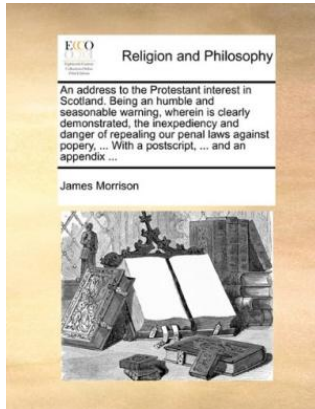 ECCO
Religion and Philosophy
An address to the Protestant interest in
Scotland. Being an humble and
seasonable warning, wherein is clearly
demonstrated, the inexpediency and
danger of repealing our penal laws against
popery, ... With a postscript, ... and an
appendix ...
James Morrison